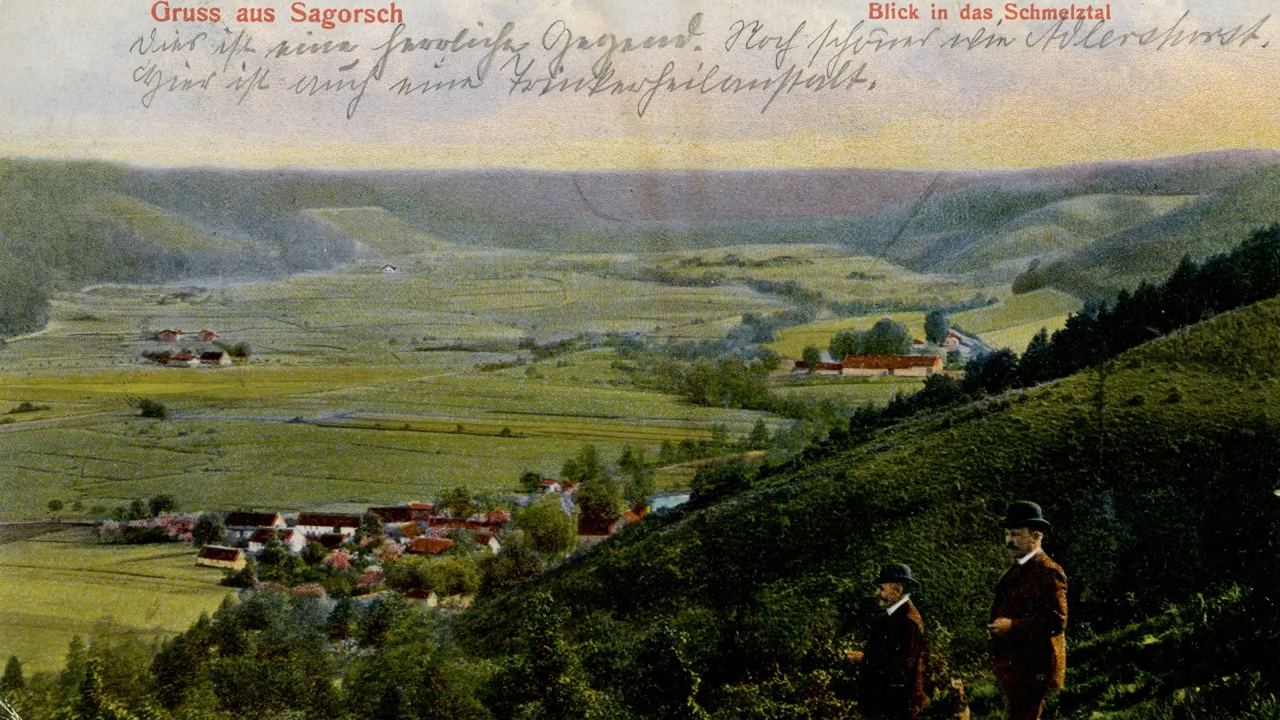 Gruss aus Sagorsch Blick in das Schmelztal
Dies ist eine herrliche Gegend. Noch schöner wie Adlershorst.
Hier ist auch eine Trinkerheilanstalt.